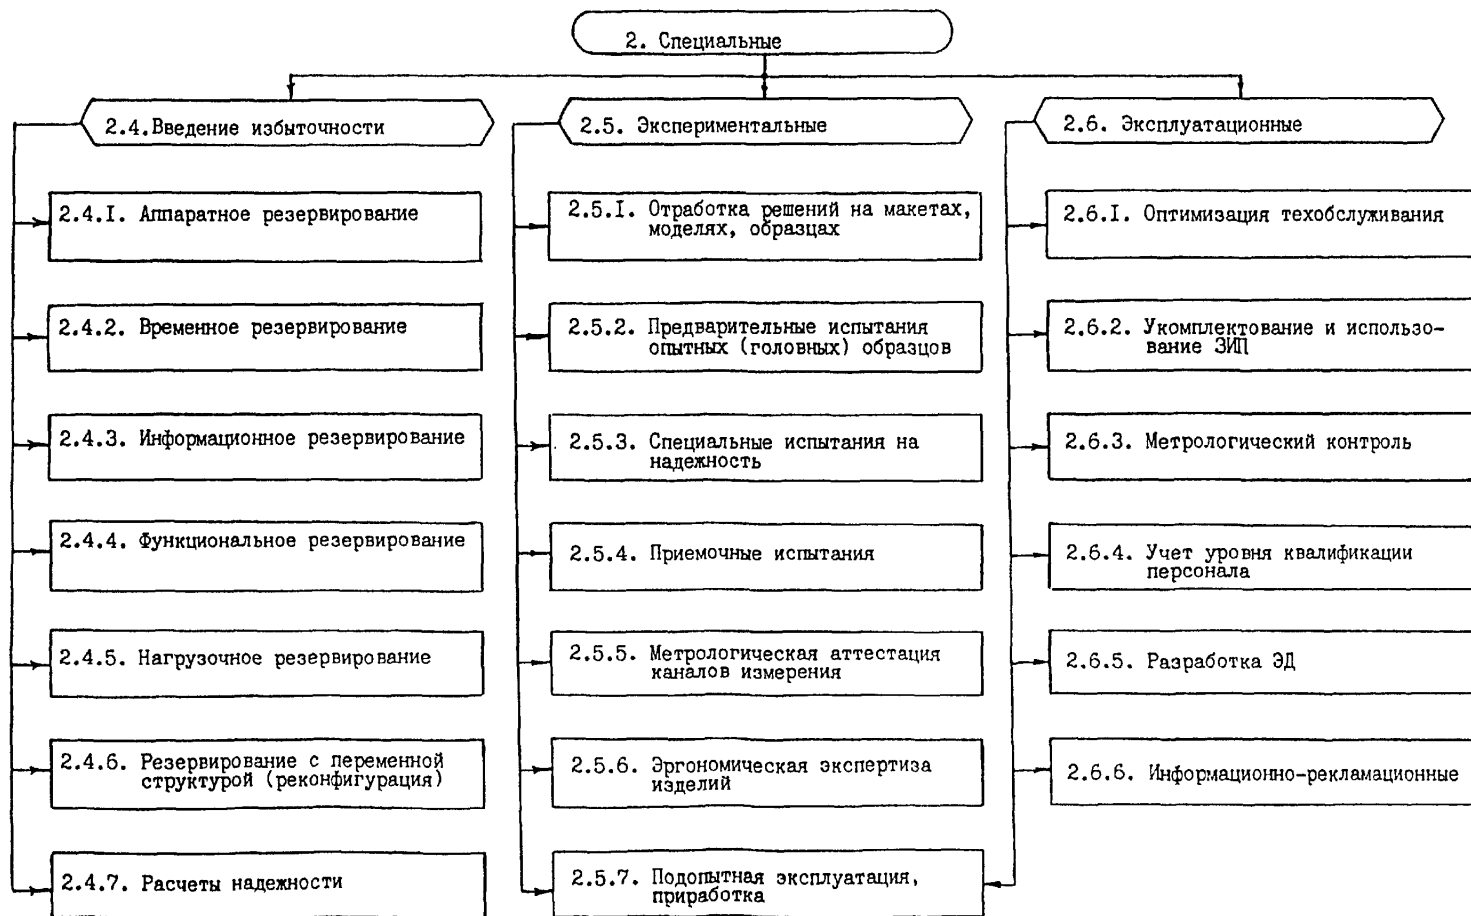 2. Специальные
2.4.Введение избыточности
2.4.I. Аппаратное резервирование
2.4.2. Временное резервирование
2.4.3. Информационное резервирование
2.4.4. Функциональное резервирование
2.4.5. Нагрузочное резервирование
2.4.6. Резервирование с переменной
структурой (реконфигурация)
2.4.7. Расчеты надежности
2.5. Экспериментальные
2.5.I. Отработка решений на макетах,
моделях, образцах
2.5.2. Предварительные испытания
опытных (головных) образцов
2.5.3. Специальные испытания на
надежность
2.5.4. Приемочные испытания
2.5.5. Метрологическая аттестация
каналов измерения
2.5.6. Эргономическая экспертиза
изделий
2.5.7. Подопытная эксплуатация,
приработка
2.6. Эксплуатационные
2.6.I. Оптимизация техобслуживания
2.6.2. Укомплектование и использо-
вание ЗИП
2.6.3. Метрологический контроль
2.6.4. Учет уровня квалификации
персонала
2.6.5. Разработка ЭД
2.6.6. Информационно-рекламационные